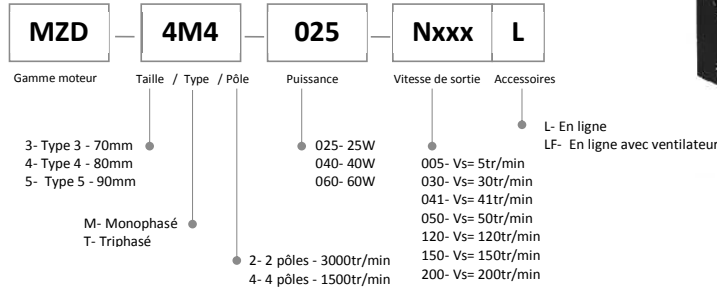 MZD 4M4 025 Nxxx L
Gamme moteur Taille / Type / Pôle Puissance Vitesse de sortie Accessoires
L- En ligne
LF- En ligne avec ventilateur
3- Type 3 - 70mm
4- Type 4 - 80mm
5- Type 5 - 90mm
025- 25W
040- 40W
060- 60W
005- Vs= 5tr/min
030- Vs= 30tr/min
041- Vs= 41tr/min
050- Vs= 50tr/min
120- Vs= 120tr/min
150- Vs= 150tr/min
200- Vs= 200tr/min
M- Monophasé
T- Triphasé
2- 2 pôles - 3000tr/min
4- 4 pôles - 1500tr/min